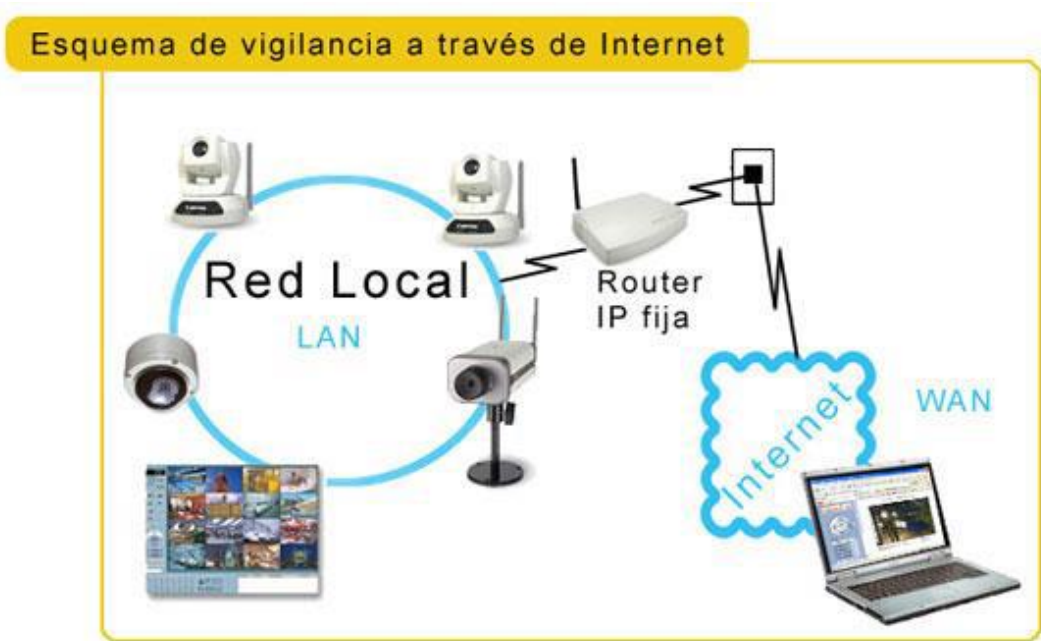 Esquema de vigilancia a través de Internet
Red Local
LAN
Router
IP fija
Internet
WAN